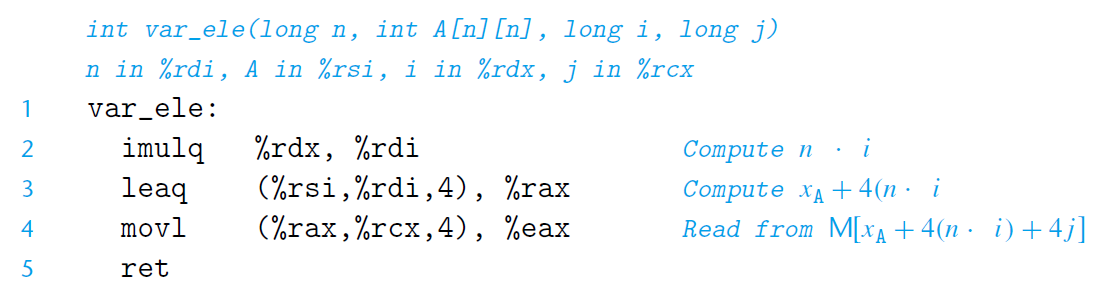 int var_ele(long n, int A[n][n], long i, long j)
n in %rdi, A in %rsi, i in %rdx, j in %rcx
1 var_ele:
2 imulq %rdx, %rdi Compute n · i
3 leaq (%rsi,%rdi,4), %rax Compute xA + 4(n · i
4 movl (%rax,%rcx,4), %eax Read from M[xA + 4(n · i) + 4j]
5 ret